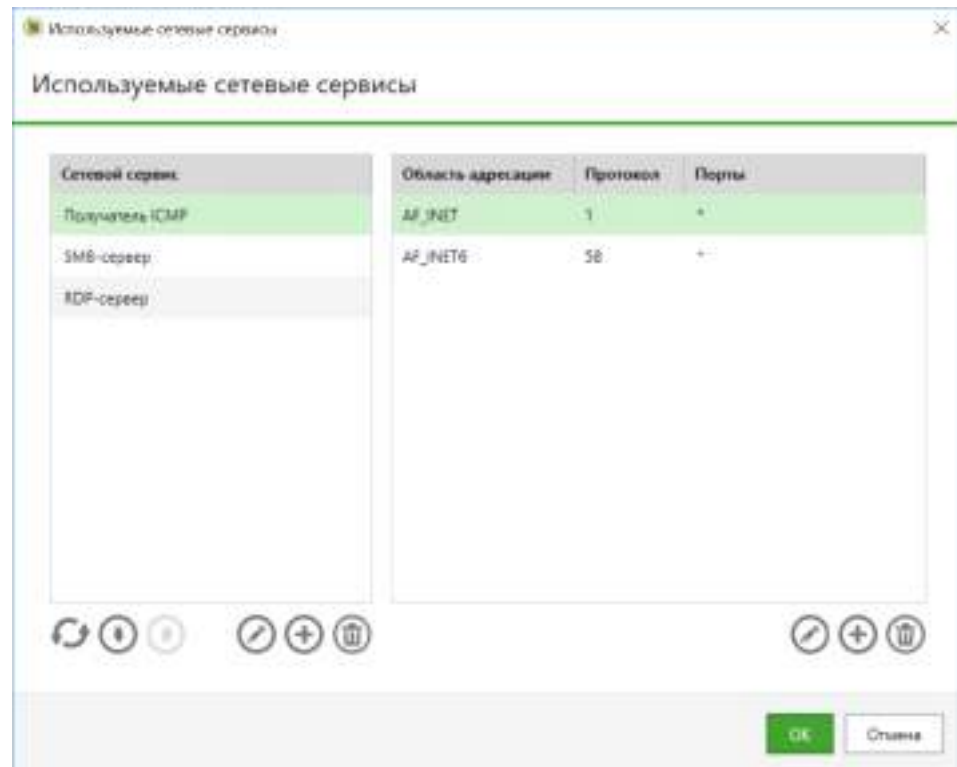 Используемые сетевые сервисы
Используемые сетевые сервисы
Сетевой сервис
Область адресации Протокол Порты
Получатель ICMP
AF_INET 1 *
SMB-сервер
AF_INET6 58 *
RDP-сервер
OK Отмена